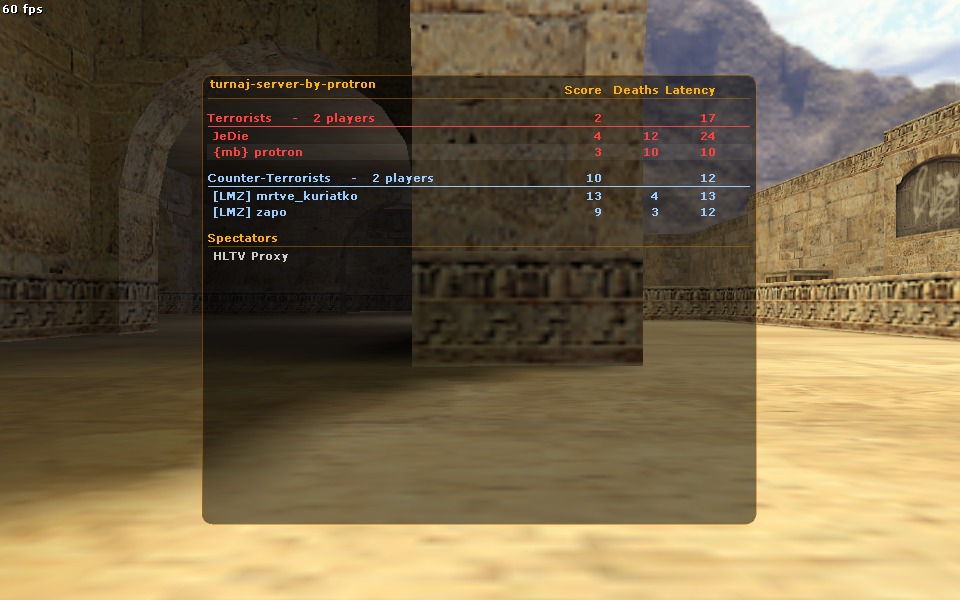 60 fps
turnaj-server-by-protron
Score Deaths Latency
Terrorists - 2 players 2 17
JeDie 4 12 24
{mb} protron 3 10 10
Counter-Terrorists - 2 players 10 12
[LMZ] mrtve_kuriatko 13 4 13
[LMZ] zapo 9 3 12
Spectators
HLTV Proxy